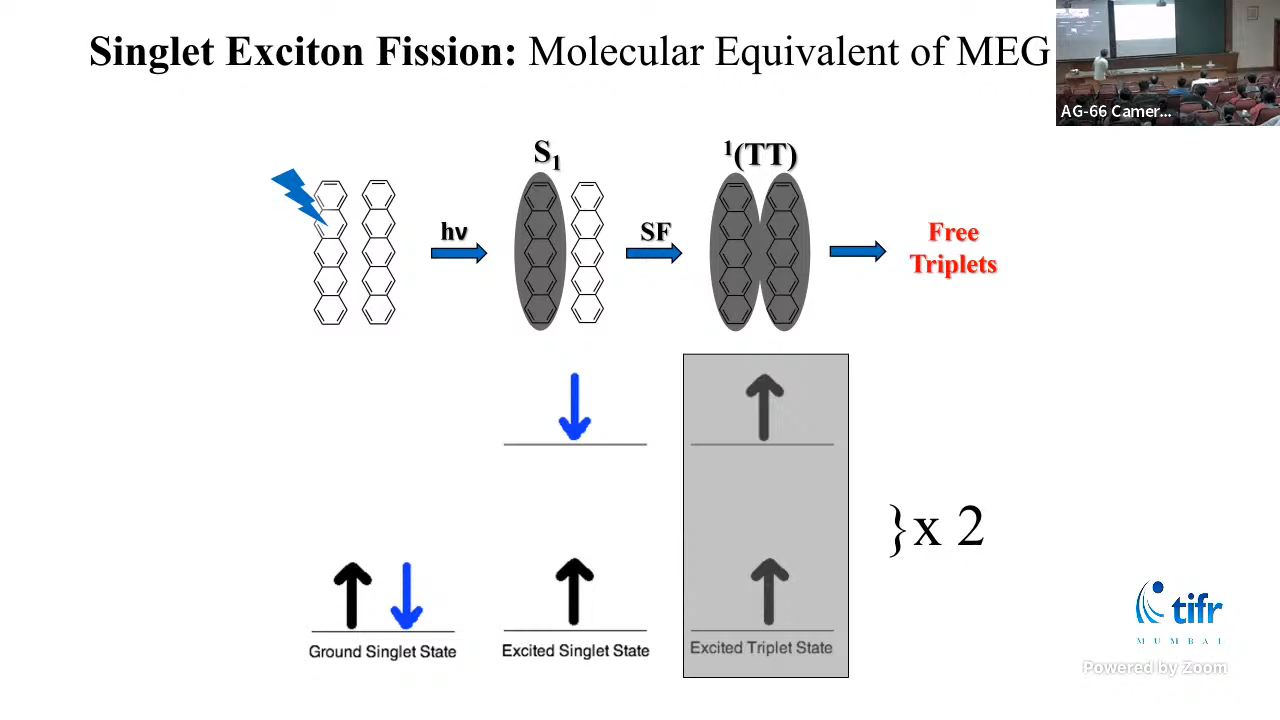 Singlet Exciton Fission: Molecular Equivalent of MEG
AG-66 Camer...
S₁
¹(TT)
hν
SF
Free
Triplets
}x 2
Ground Singlet State
Excited Singlet State
Excited Triplet State
tifr
MUMBAI
Powered by Zoom